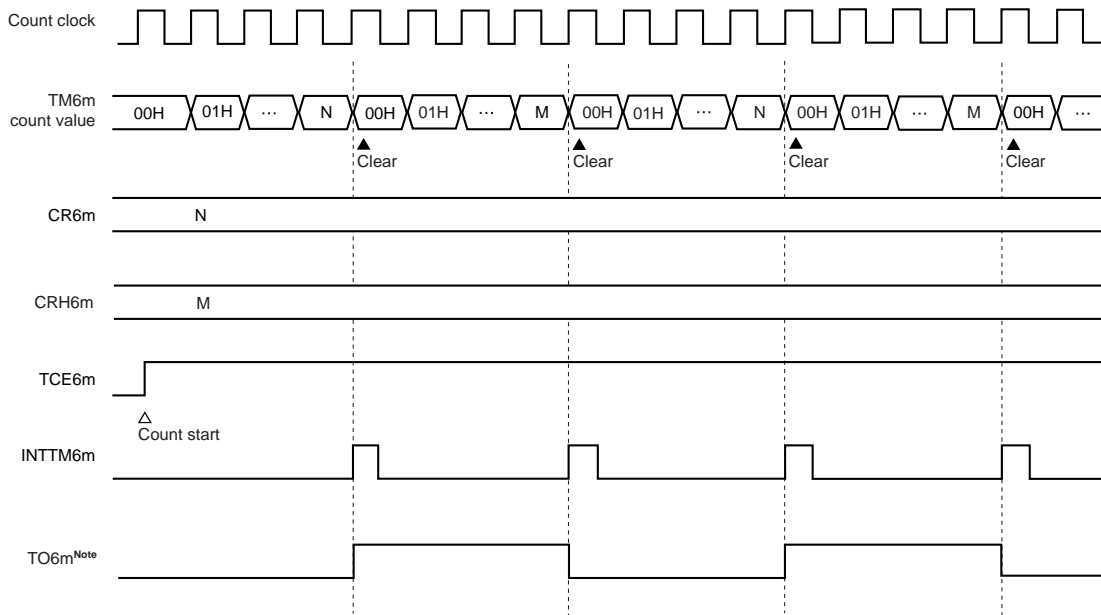 Count clock
TM6m
count value
00H 01H ... N 00H 01H ... M 00H 01H ... N 00H 01H ... M 00H ...
Clear Clear Clear Clear
CR6m N
CRH6m M
TCE6m
Count start
INTTM6m
TO6mNote